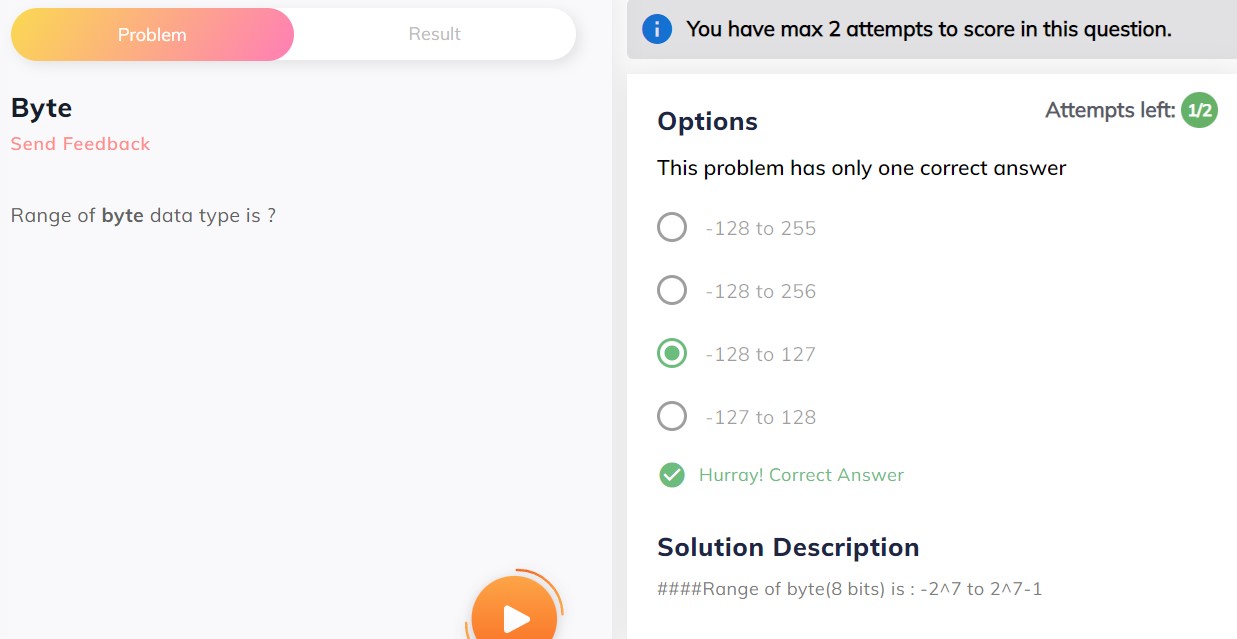 Problem
Result
Byte
Send Feedback
Range of byte data type is ?
You have max 2 attempts to score in this question.
Attempts left: 1/2
Options
This problem has only one correct answer
-128 to 255
-128 to 256
-128 to 127
-127 to 128
Hurray! Correct Answer
Solution Description
####Range of byte(8 bits) is : -2^7 to 2^7-1